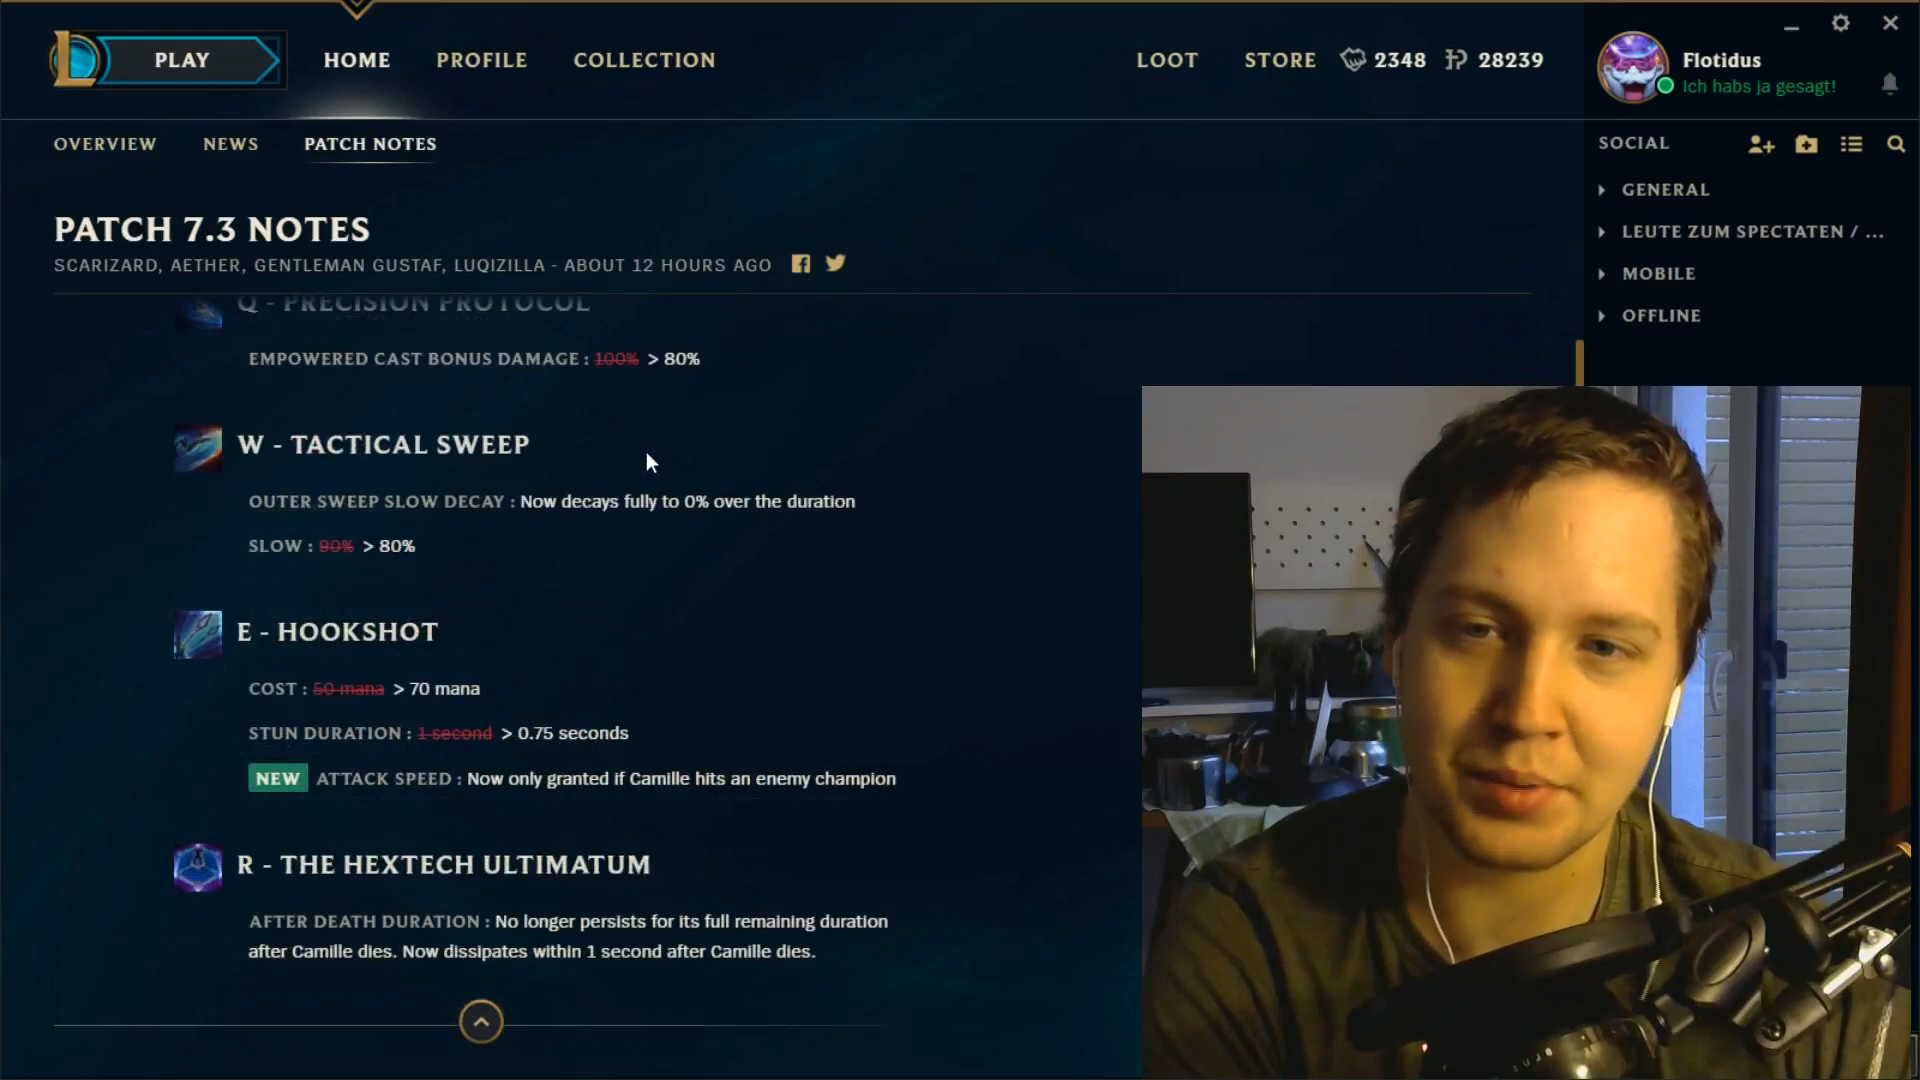 PLAY
HOME
PROFILE
COLLECTION
LOOT
STORE
2348
28239
Flotidus
Ich habs ja gesagt!
OVERVIEW
NEWS
PATCH NOTES
SOCIAL
GENERAL
LEUTE ZUM SPECTATEN / ...
MOBILE
OFFLINE
PATCH 7.3 NOTES
SCARIZARD, AETHER, GENTLEMAN GUSTAF, LUQIZILLA - ABOUT 12 HOURS AGO
Q - PRECISION PROTOCOL
EMPOWERED CAST BONUS DAMAGE : 100% > 80%
W - TACTICAL SWEEP
OUTER SWEEP SLOW DECAY : Now decays fully to 0% over the duration
SLOW : 90% > 80%
E - HOOKSHOT
COST : 50 mana > 70 mana
STUN DURATION : 1 second > 0.75 seconds
NEW ATTACK SPEED : Now only granted if Camille hits an enemy champion
R - THE HEXTECH ULTIMATUM
AFTER DEATH DURATION : No longer persists for its full remaining duration
after Camille dies. Now dissipates within 1 second after Camille dies.